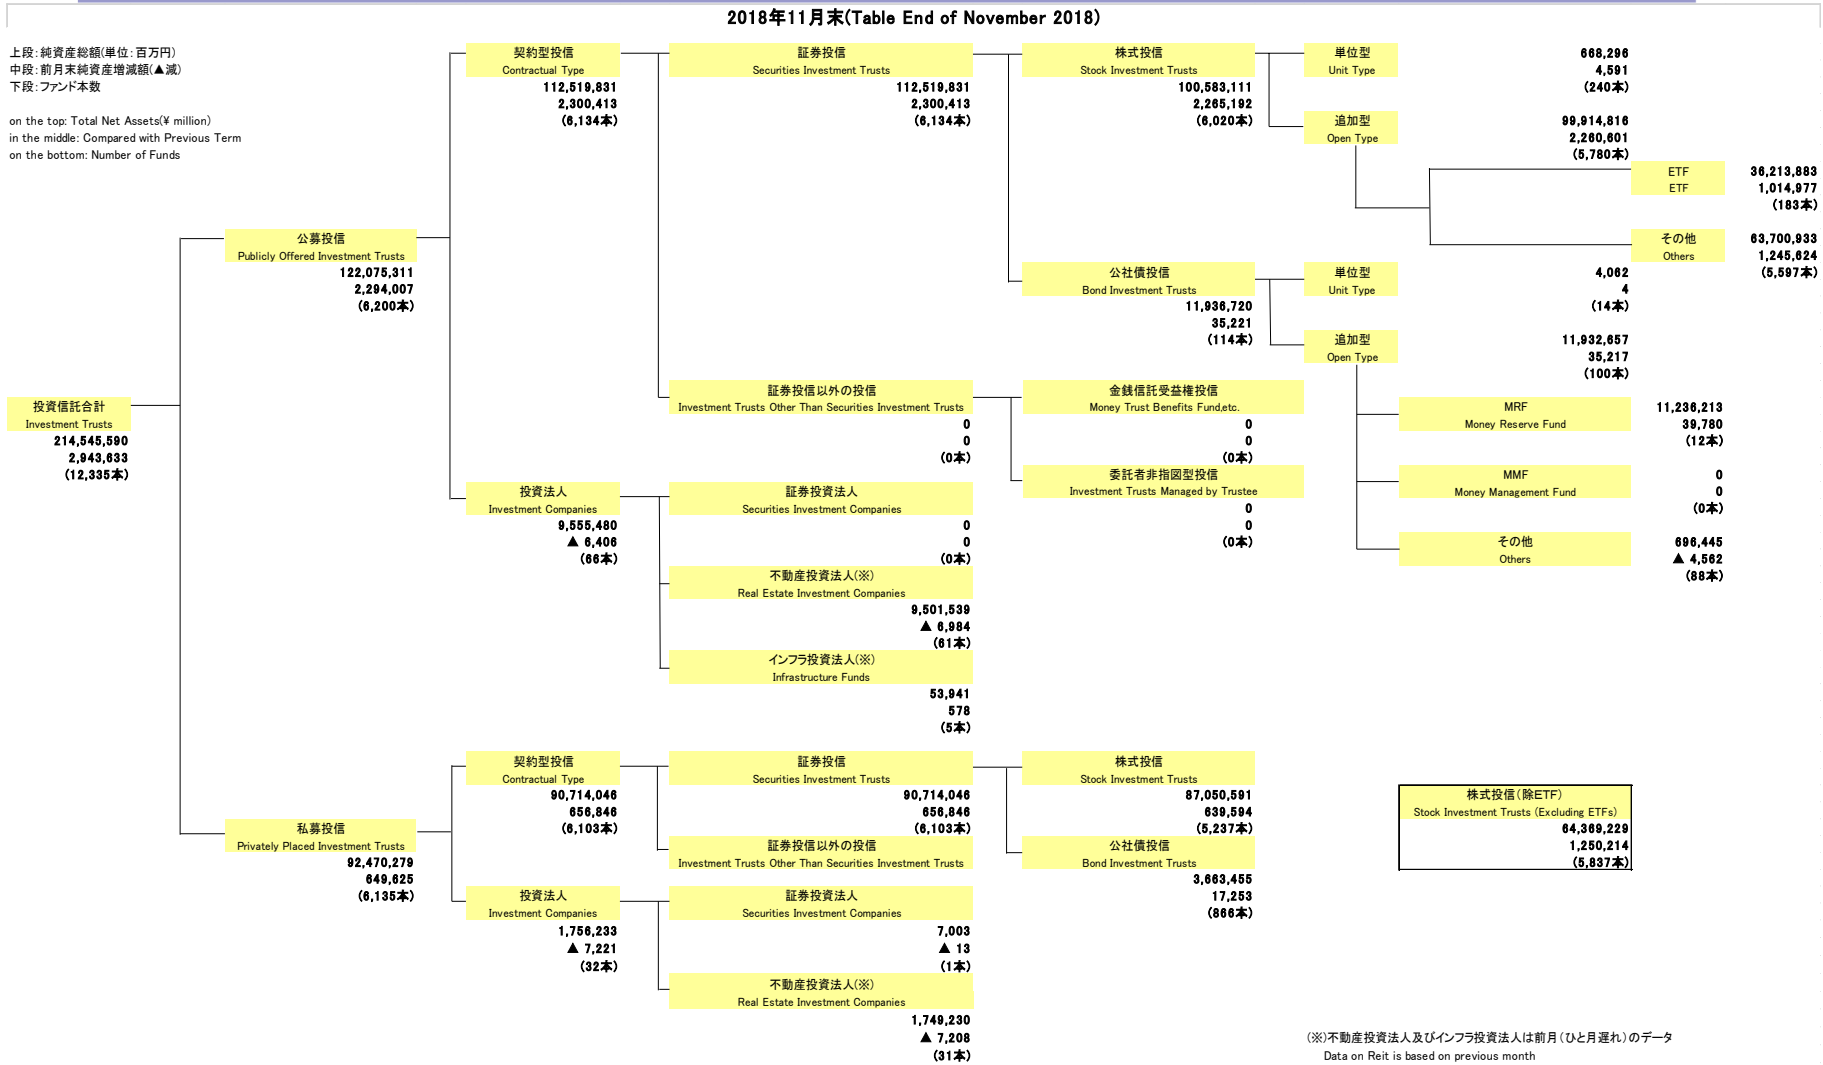 2018年11月末(Table End of November 2018)
上段:純資産総額(単位:百万円)
中段:前月末純資産増減額(▲減)
下段:ファンド本数
on the top: Total Net Assets(¥ million)
in the middle: Compared with Previous Term
on the bottom: Number of Funds
投資信託合計
Investment Trusts
214,545,590
2,943,633
(12,335本)
公募投信
Publicly Offered Investment Trusts
122,075,311
2,294,007
(6,200本)
契約型投信
Contractual Type
112,519,831
2,300,413
(6,134本)
証券投信
Securities Investment Trusts
112,519,831
2,300,413
(6,134本)
株式投信
Stock Investment Trusts
100,583,111
2,265,192
(6,020本)
単位型
Unit Type
668,296
4,591
(240本)
追加型
Open Type
99,914,816
2,260,601
(5,780本)
ETF
ETF
36,213,883
1,014,977
(183本)
その他
Others
63,700,933
1,245,624
(5,597本)
公社債投信
Bond Investment Trusts
11,936,720
35,221
(114本)
単位型
Unit Type
4,062
4
(14本)
追加型
Open Type
11,932,657
35,217
(100本)
MRF
Money Reserve Fund
11,236,213
39,780
(12本)
MMF
Money Management Fund
0
0
(0本)
その他
Others
696,445
▲ 4,562
(88本)
証券投信以外の投信
Investment Trusts Other Than Securities Investment Trusts
0
0
(0本)
金銭信託受益権投信
Money Trust Benefits Fund,etc.
0
0
(0本)
委託者非指図型投信
Investment Trusts Managed by Trustee
0
0
(0本)
投資法人
Investment Companies
9,555,480
▲ 6,406
(66本)
証券投資法人
Securities Investment Companies
0
0
(0本)
不動産投資法人(※)
Real Estate Investment Companies
9,501,539
▲ 6,984
(61本)
インフラ投資法人(※)
Infrastructure Funds
53,941
578
(5本)
私募投信
Privately Placed Investment Trusts
92,470,279
649,625
(6,135本)
契約型投信
Contractual Type
90,714,046
656,846
(6,103本)
証券投信
Securities Investment Trusts
90,714,046
656,846
(6,103本)
株式投信
Stock Investment Trusts
87,050,591
639,594
(5,237本)
公社債投信
Bond Investment Trusts
3,663,455
17,253
(866本)
証券投信以外の投信
Investment Trusts Other Than Securities Investment Trusts
投資法人
Investment Companies
1,756,233
▲ 7,221
(32本)
証券投資法人
Securities Investment Companies
7,003
▲ 13
(1本)
不動産投資法人(※)
Real Estate Investment Companies
1,749,230
▲ 7,208
(31本)
株式投信(除ETF)
Stock Investment Trusts (Excluding ETFs)
64,369,229
1,250,214
(5,837本)
(※)不動産投資法人及びインフラ投資法人は前月(ひと月遅れ)のデータ
Data on Reit is based on previous month